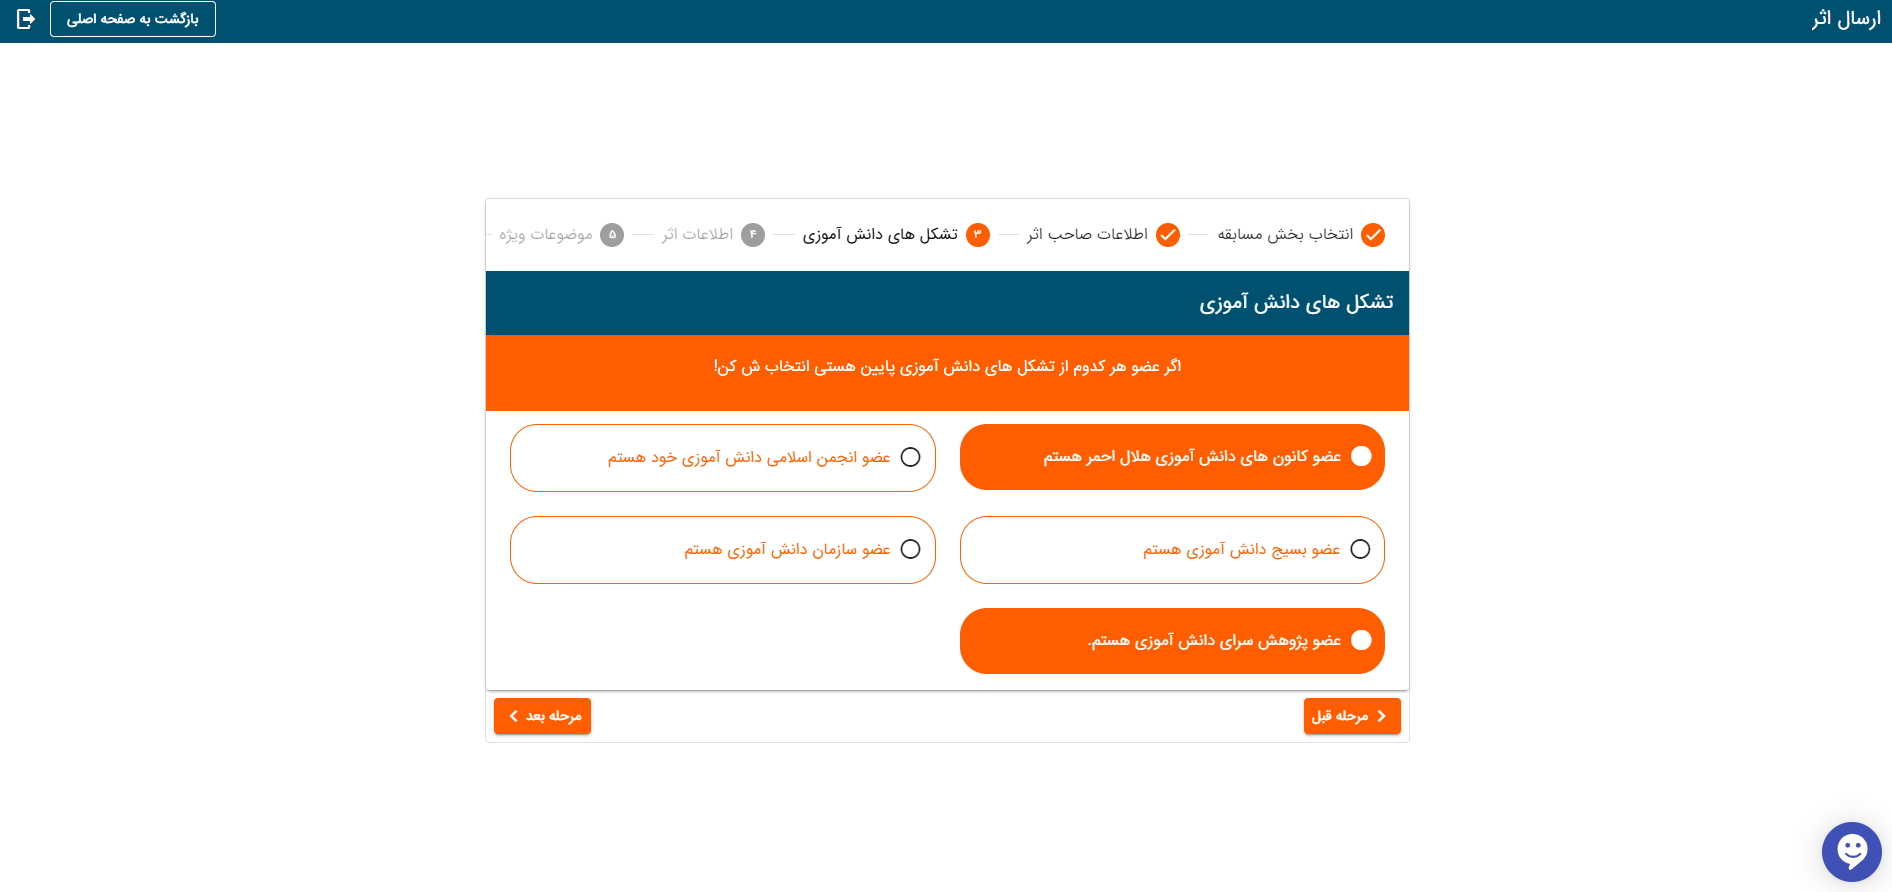 ارسال اثر
بازگشت به صفحه اصلی
انتخاب بخش مسابقه
اطلاعات صاحب اثر
۳ تشکل های دانش آموزی
۴ اطلاعات اثر
۵ موضوعات ویژه
تشکل های دانش آموزی
اگر عضو هر کدوم از تشکل های دانش آموزی پایین هستی انتخاب ش کن!
عضو کانون های دانش آموزی هلال احمر هستم
عضو انجمن اسلامی دانش آموزی خود هستم
عضو بسیج دانش آموزی هستم
عضو سازمان دانش آموزی هستم
عضو پژوهش سرای دانش آموزی هستم.
مرحله قبل
مرحله بعد